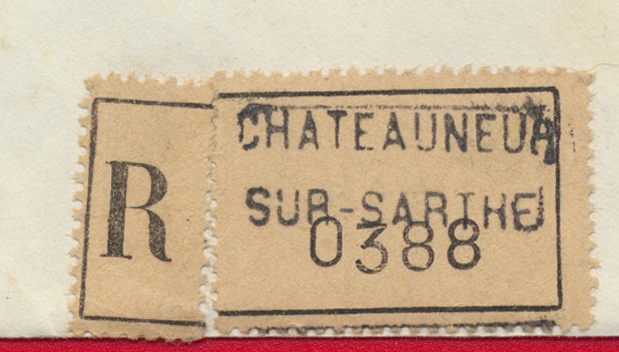 R
CHATEAUNEUF
SUR-SARTHE
0388